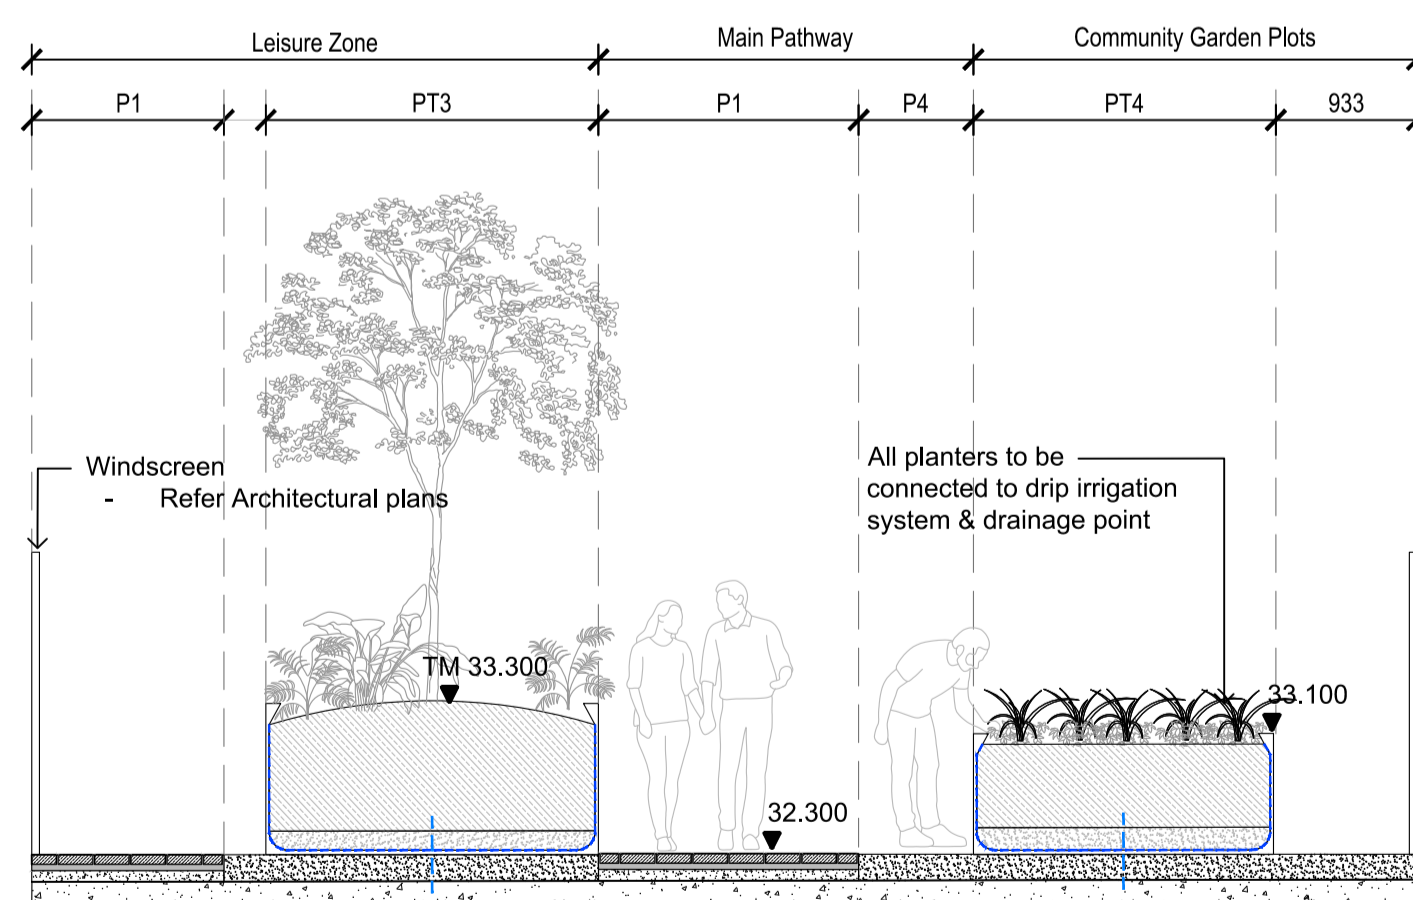 Leisure Zone
Main Pathway
Community Garden Plots
P1
PT3
P1
P4
PT4
933
Windscreen
- Refer Architectural plans
All planters to be
connected to drip irrigation
system & drainage point
TM 33.300
33.100
32.300